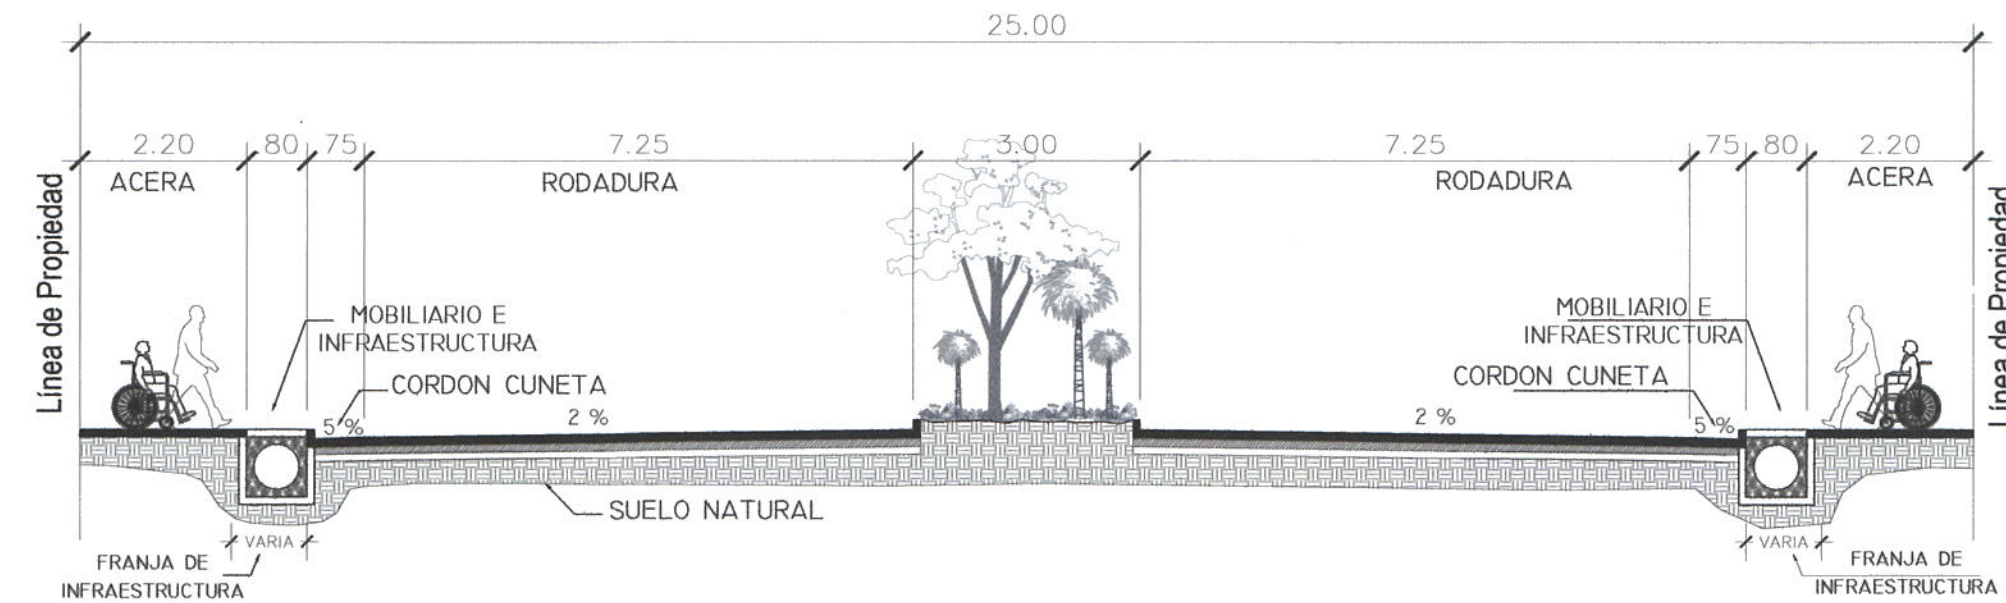 25.00
2.20 80 75 7.25 3.00 7.25 75 80 2.20
ACERA RODADURA RODADURA ACERA
Línea de Propiedad
MOBILIARIO E
INFRAESTRUCTURA
CORDON CUNETA
5 %
2 %
MOBILIARIO E
INFRAESTRUCTURA
CORDON CUNETA
2 %
5 %
Línea de Propiedad
SUELO NATURAL
VARIA
FRANJA DE
INFRAESTRUCTURA
VARIA
FRANJA DE
INFRAESTRUCTURA